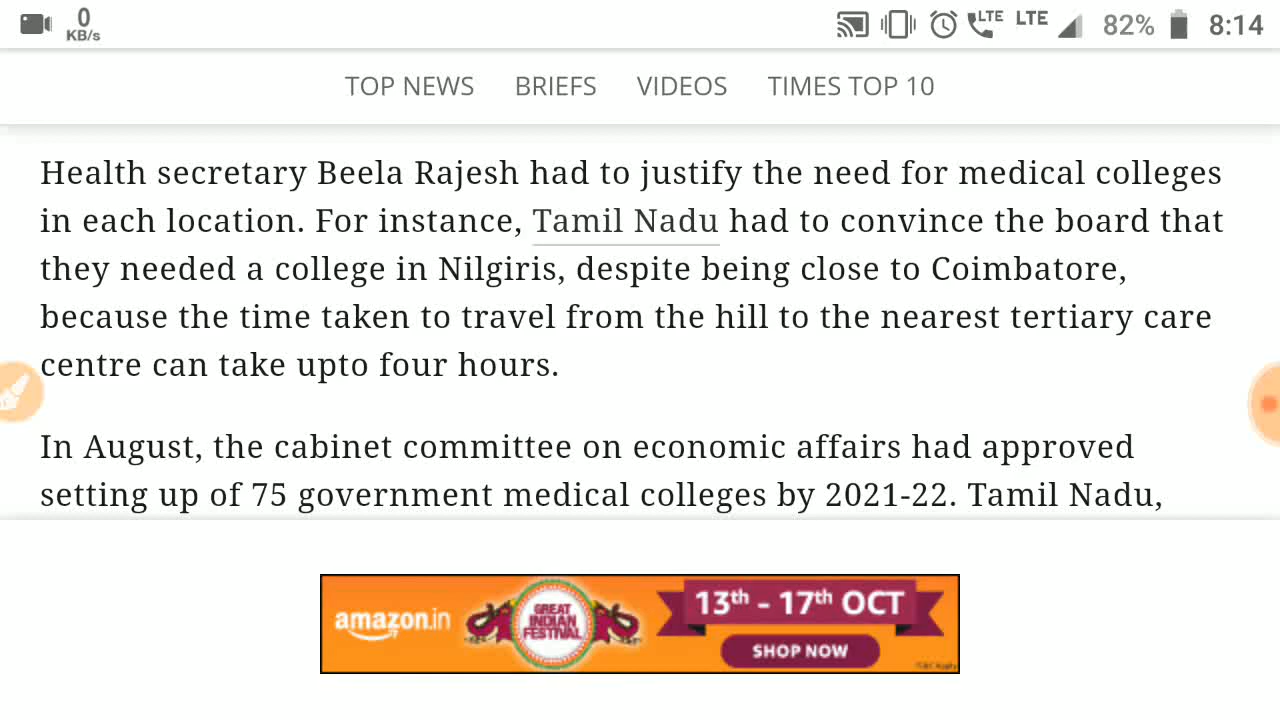 0
KB/s
LTE LTE 82% 8:14
TOP NEWS BRIEFS VIDEOS TIMES TOP 10
Health secretary Beela Rajesh had to justify the need for medical colleges
in each location. For instance, Tamil Nadu had to convince the board that
they needed a college in Nilgiris, despite being close to Coimbatore,
because the time taken to travel from the hill to the nearest tertiary care
centre can take upto four hours.
In August, the cabinet committee on economic affairs had approved
setting up of 75 government medical colleges by 2021-22. Tamil Nadu,
amazon.in
GREAT
INDIAN
FESTIVAL
13th - 17th OCT
SHOP NOW